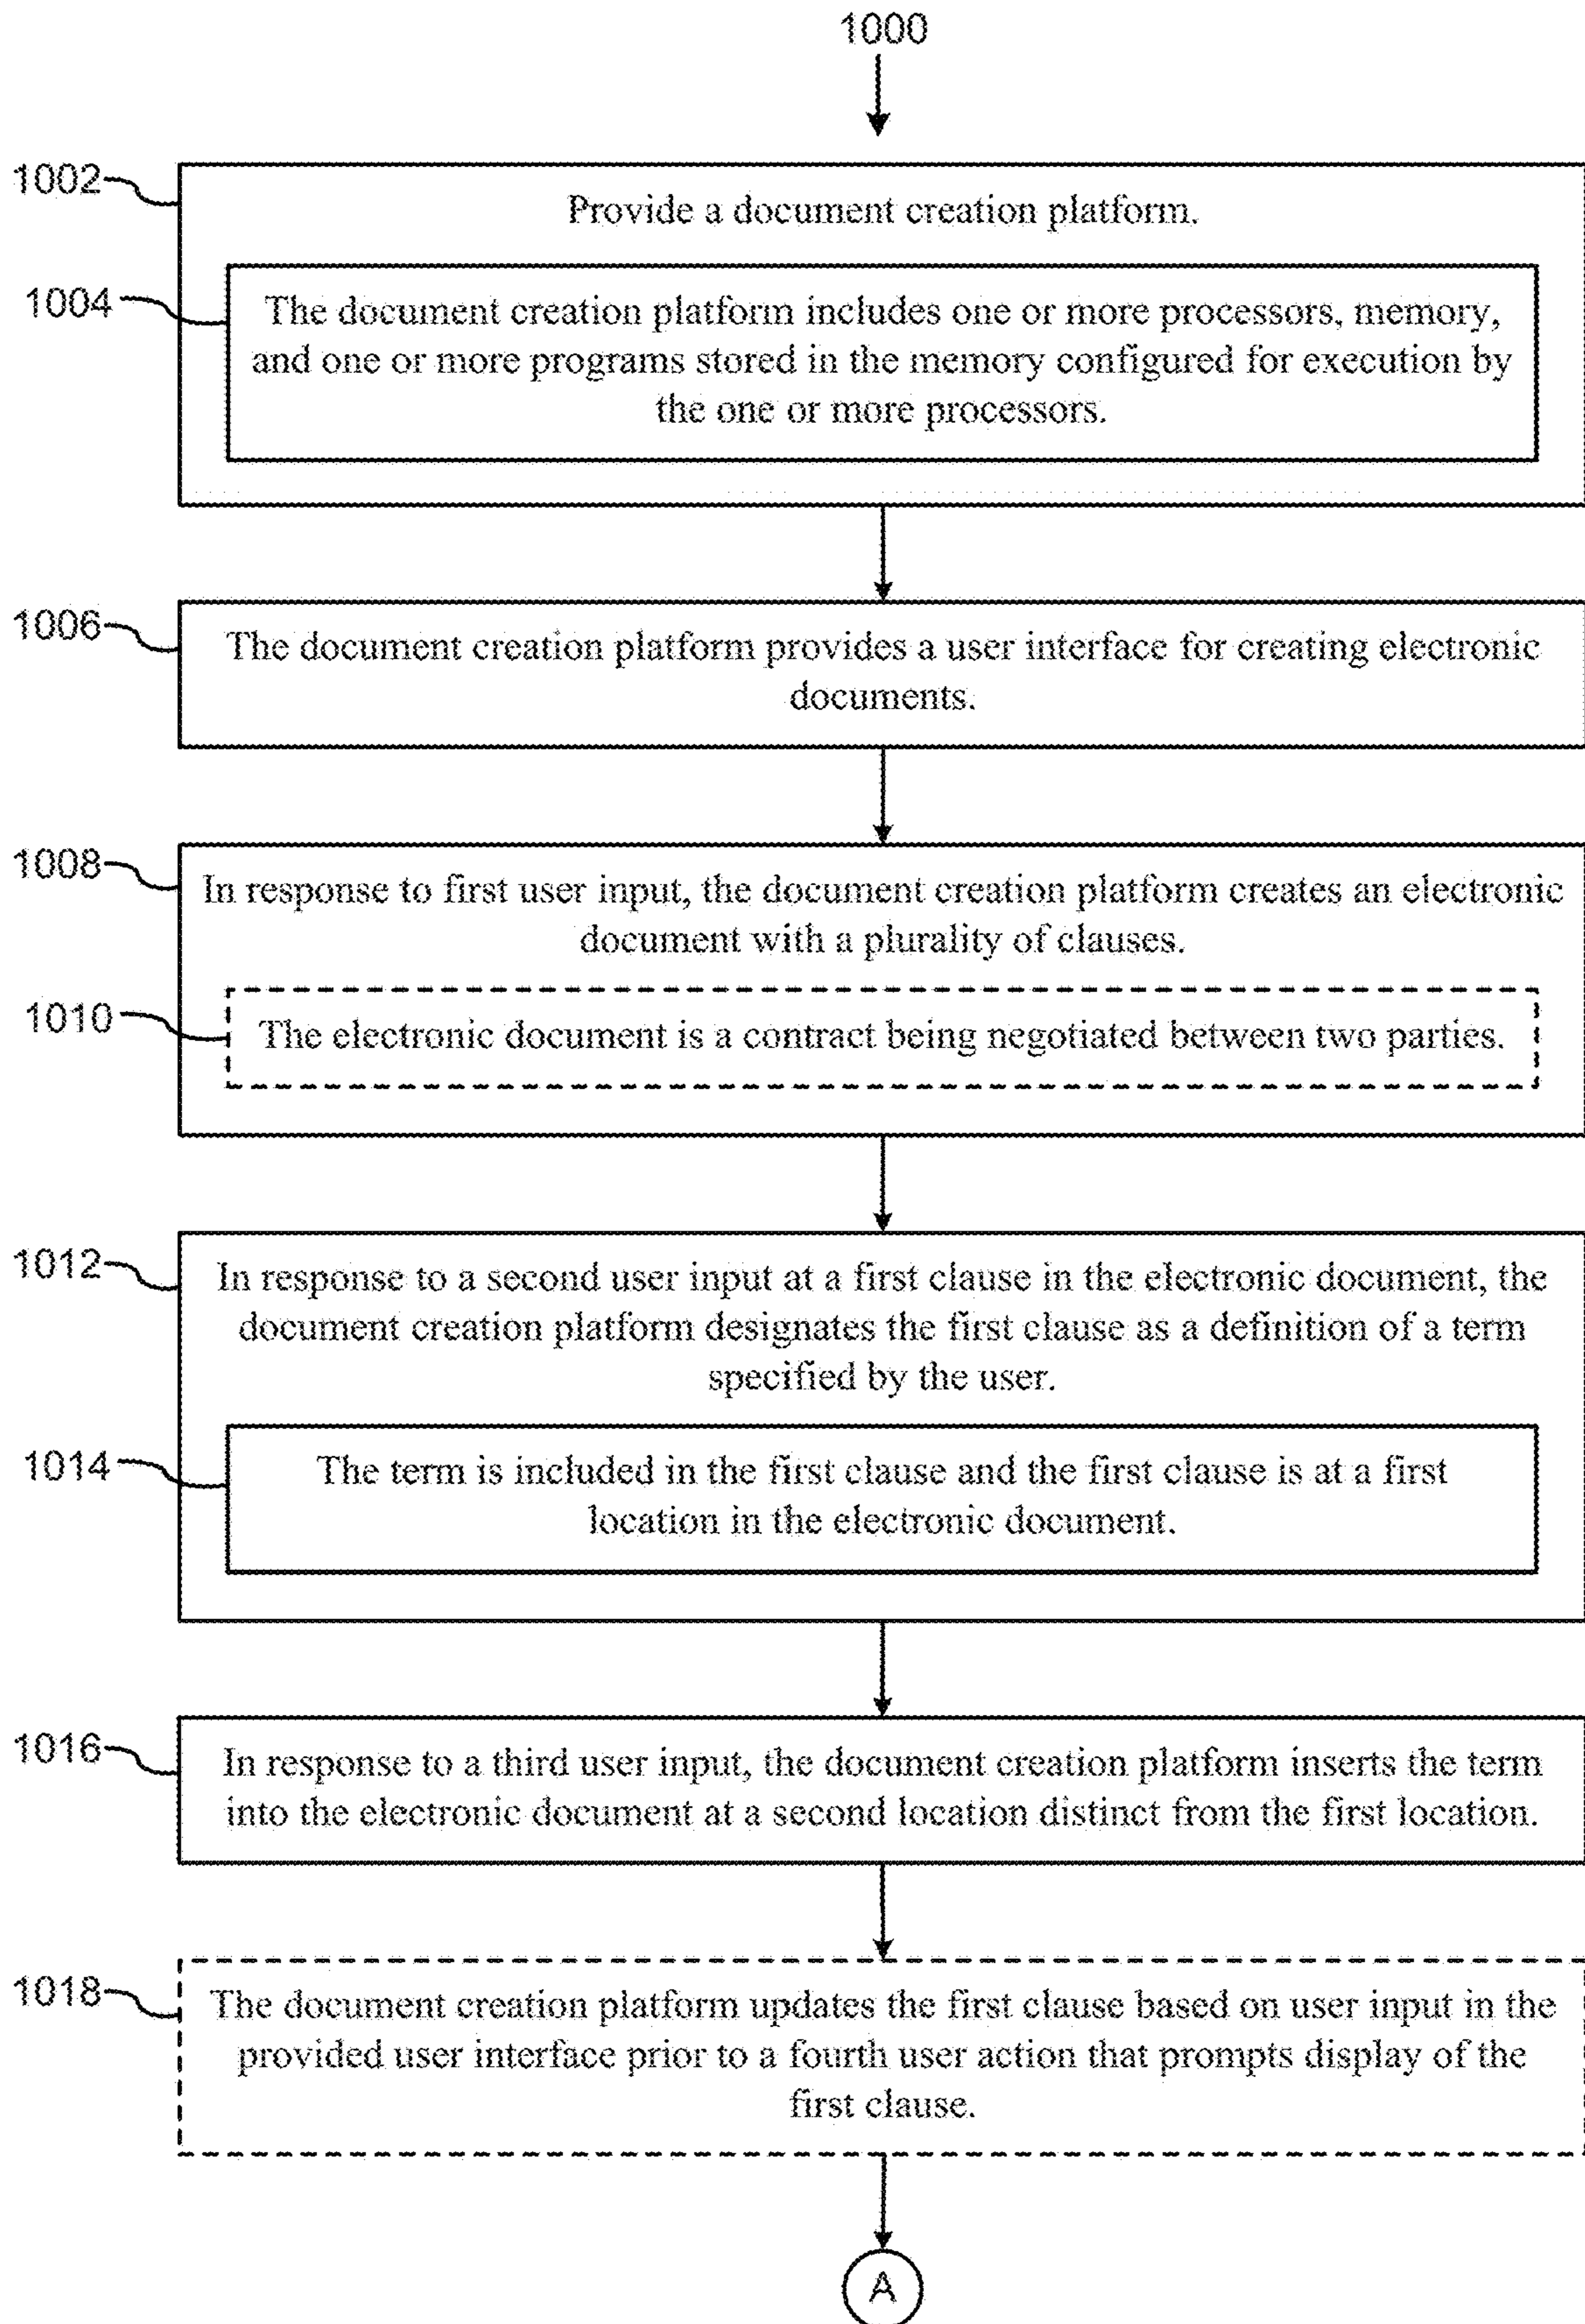 1000
1002
Provide a document creation platform.
1004
The document creation platform includes one or more processors, memory,
and one or more programs stored in the memory configured for execution by
the one or more processors.
1006
The document creation platform provides a user interface for creating electronic
documents.
1008
In response to first user input, the document creation platform creates an electronic
document with a plurality of clauses.
1010
The electronic document is a contract being negotiated between two parties.
1012
In response to a second user input at a first clause in the electronic document, the
document creation platform designates the first clause as a definition of a term
specified by the user.
1014
The term is included in the first clause and the first clause is at a first
location in the electronic document.
1016
In response to a third user input, the document creation platform inserts the term
into the electronic document at a second location distinct from the first location.
1018
The document creation platform updates the first clause based on user input in the
provided user interface prior to a fourth user action that prompts display of the
first clause.
A